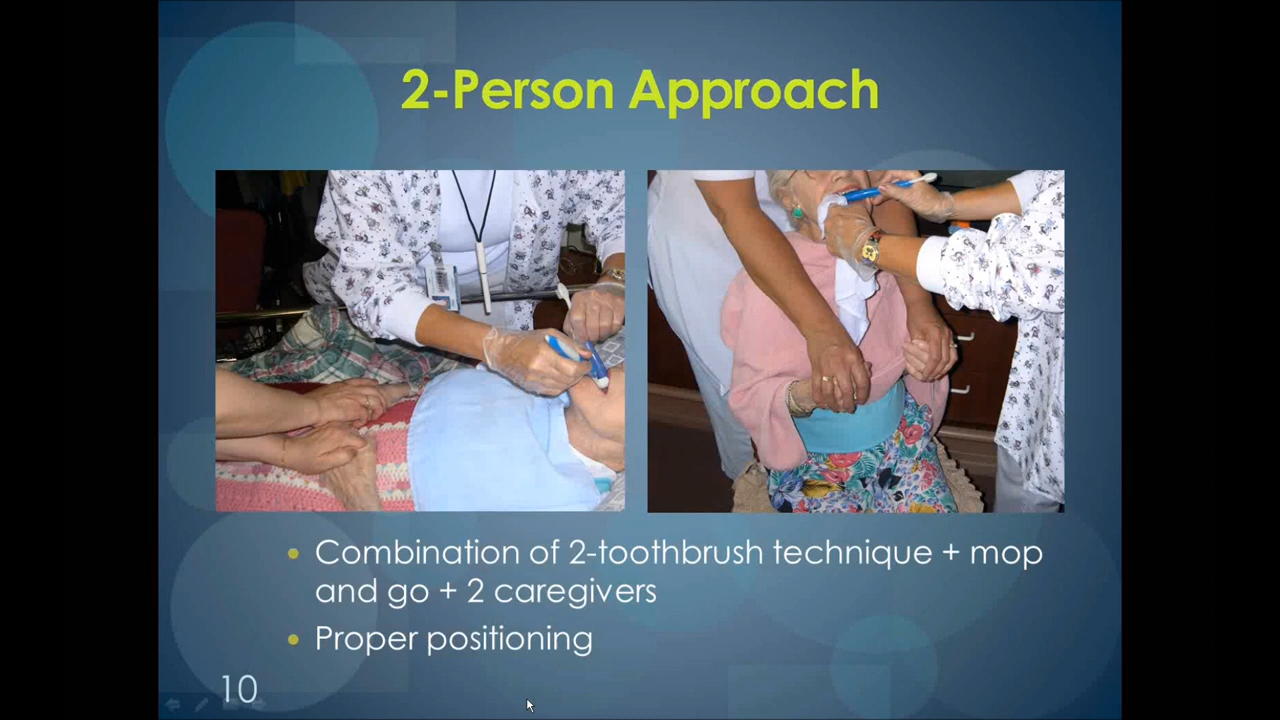 2-Person Approach
Combination of 2-toothbrush technique + mop
and go + 2 caregivers
Proper positioning
10